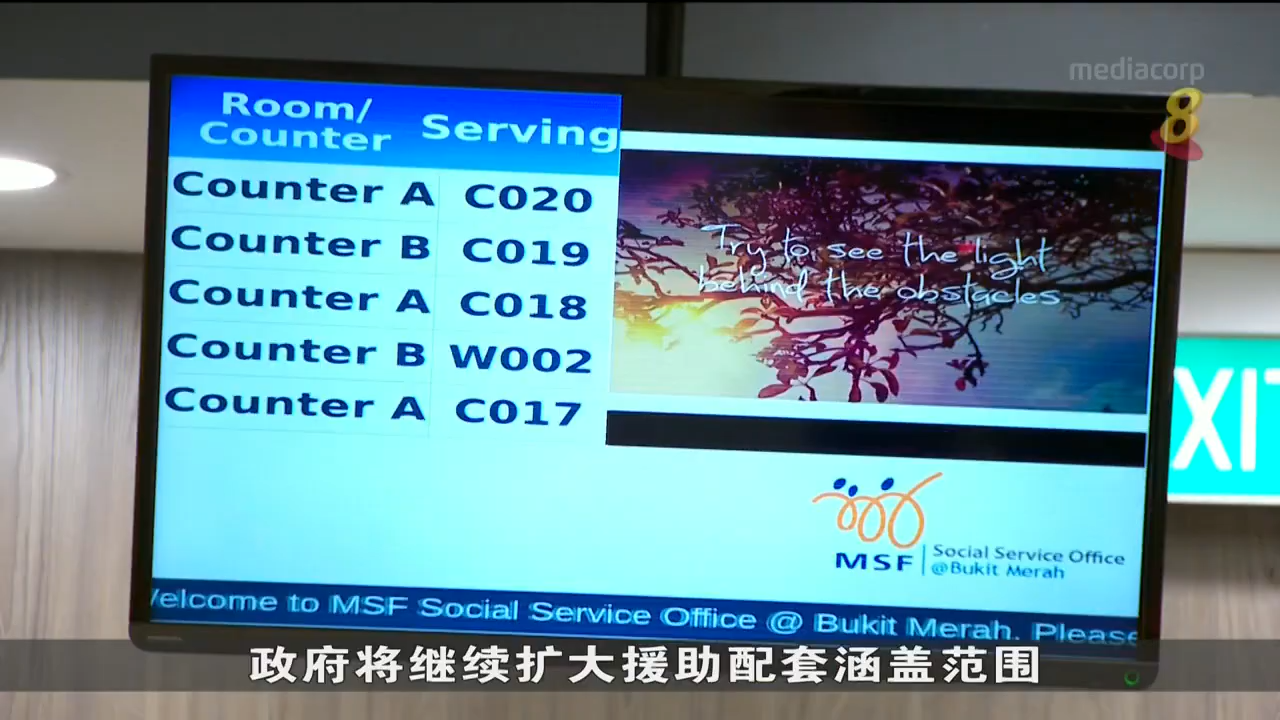 mediacorp
8
Room/
Counter
Serving
Counter A C020
Counter B C019
Counter A C018
Counter B W002
Counter A C017
Try to see the light
behind the obstacles
MSF
Social Service Office
@Bukit Merah
Welcome to MSF Social Service Office @ Bukit Merah. Please
EXIT
政府将继续扩大援助配套涵盖范围